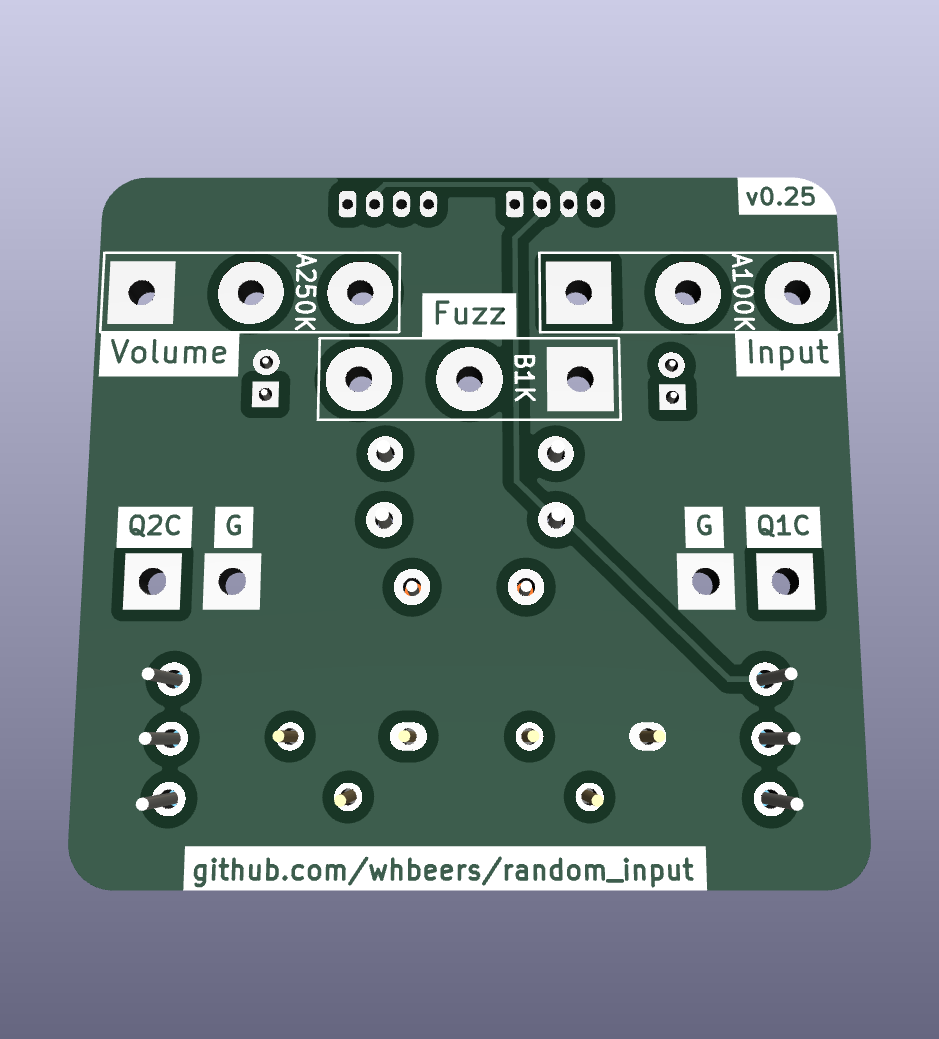 v0.25
A250K
A100K
Fuzz
Volume
B1K
Input
Q2C
G
G
Q1C
github.com/whbeers/random_input